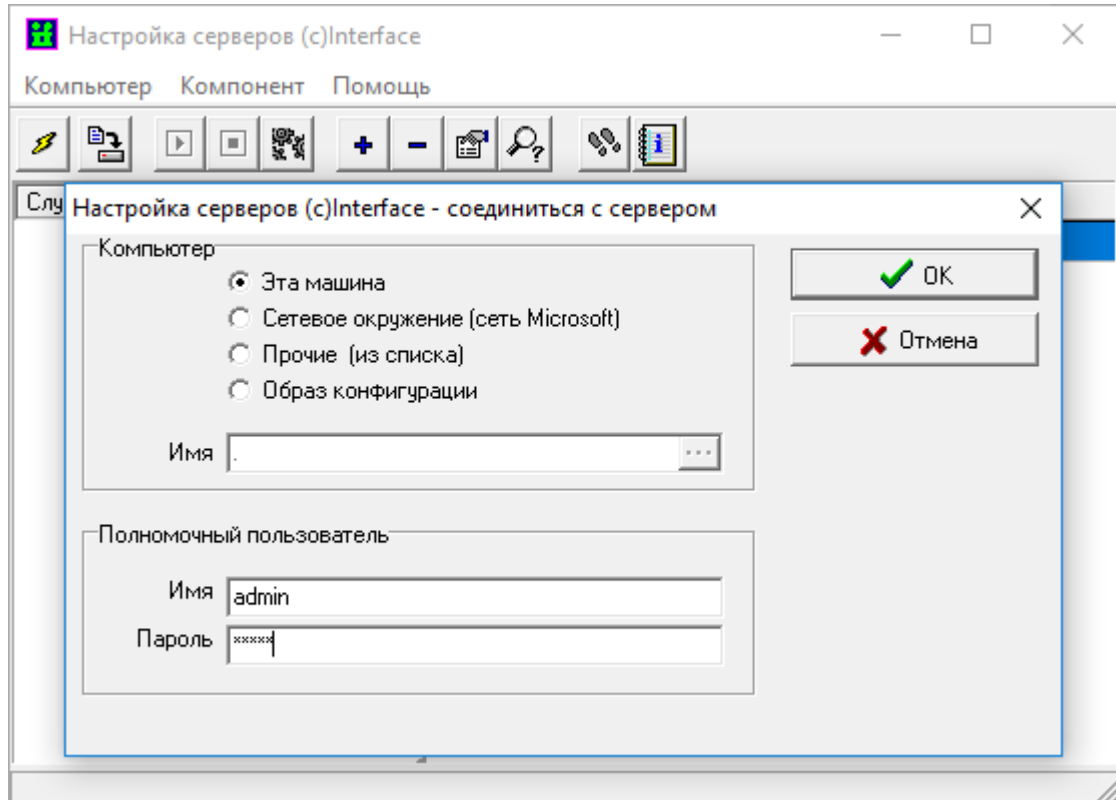 Настройка серверов (c)Interface
Компьютер Компонент Помощь
Слу
Настройка серверов (c)Interface - соединиться с сервером
Компьютер
Эта машина
OK
Сетевое окружение (сеть Microsoft)
Отмена
Прочие (из списка)
Образ конфигурации
Имя .
Полномочный пользователь
Имя admin
Пароль *****